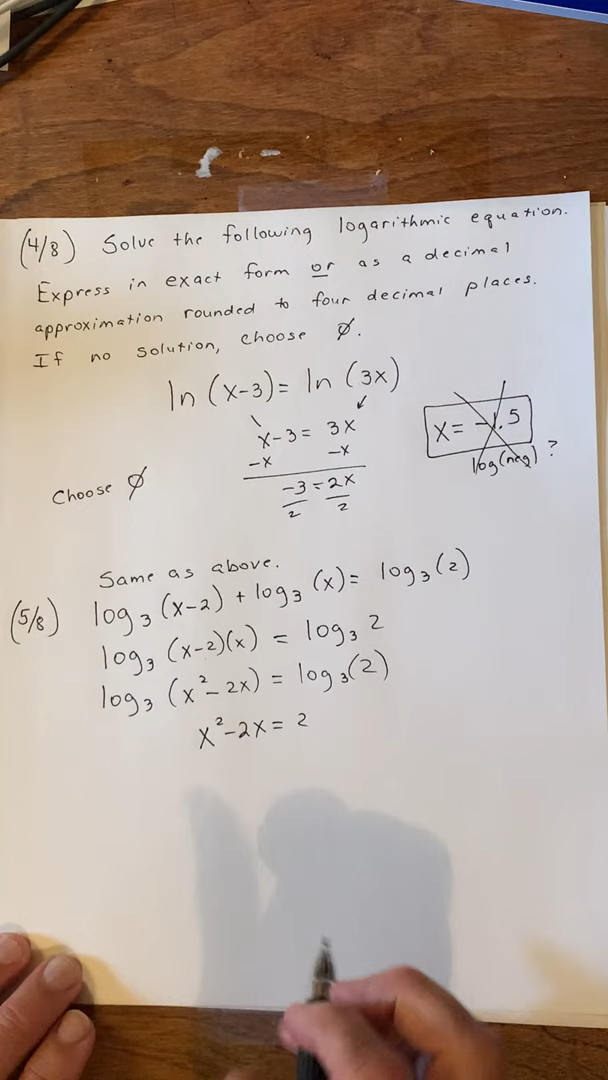 (4/8) Solve the following logarithmic equation.
Express in exact form or as a decimal
approximation rounded to four decimal places.
If no solution, choose ∅.
ln (x-3) = ln (3x)
x-3 = 3x
-x -x
-3 = 2x
2 2
x = -1.5
log(neg) ?
Choose ∅
Same as above.
(5/8) log₃ (x-2) + log₃ (x) = log₃ (2)
log₃ (x-2)(x) = log₃ 2
log₃ (x²-2x) = log₃(2)
x²-2x = 2